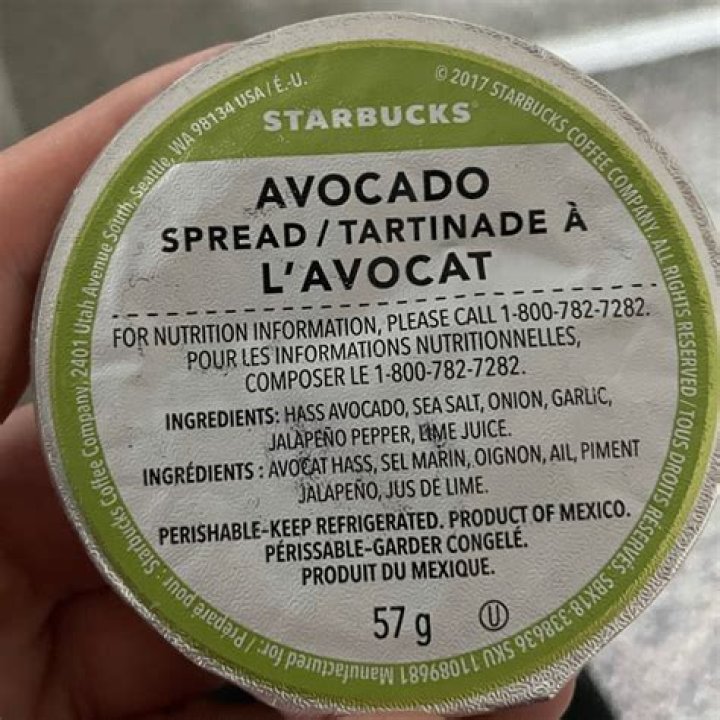 STARBUCKS®
AVOCADO
SPREAD / TARTINADE À
L'AVOCAT
FOR NUTRITION INFORMATION, PLEASE CALL 1-800-782-7282.
POUR LES INFORMATIONS NUTRITIONNELLES,
COMPOSER LE 1-800-782-7282.
INGREDIENTS: HASS AVOCADO, SEA SALT, ONION, GARLIC,
JALAPEÑO PEPPER, LIME JUICE.
INGRÉDIENTS : AVOCAT HASS, SEL MARIN, OIGNON, AIL, PIMENT
JALAPEÑO, JUS DE LIME.
PERISHABLE-KEEP REFRIGERATED. PRODUCT OF MEXICO.
PÉRISSABLE-GARDER CONGELÉ.
PRODUIT DU MEXIQUE.
57 g U
© 2017 STARBUCKS COFFEE COMPANY. ALL RIGHTS RESERVED / TOUS DROITS RÉSERVÉS. SBX18-338636 SKU 11089681 Manufactured for: / Préparé pour : Starbucks Coffee Company, 2401 Utah Avenue South, Seattle, WA 98134 USA / É.-U.